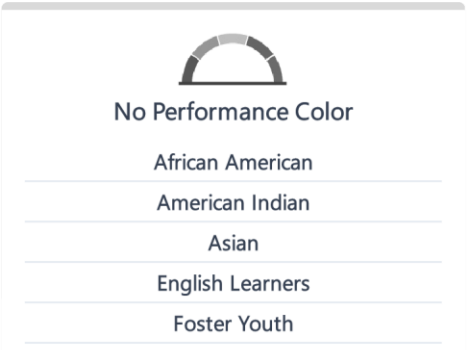 No Performance Color
African American
American Indian
Asian
English Learners
Foster Youth